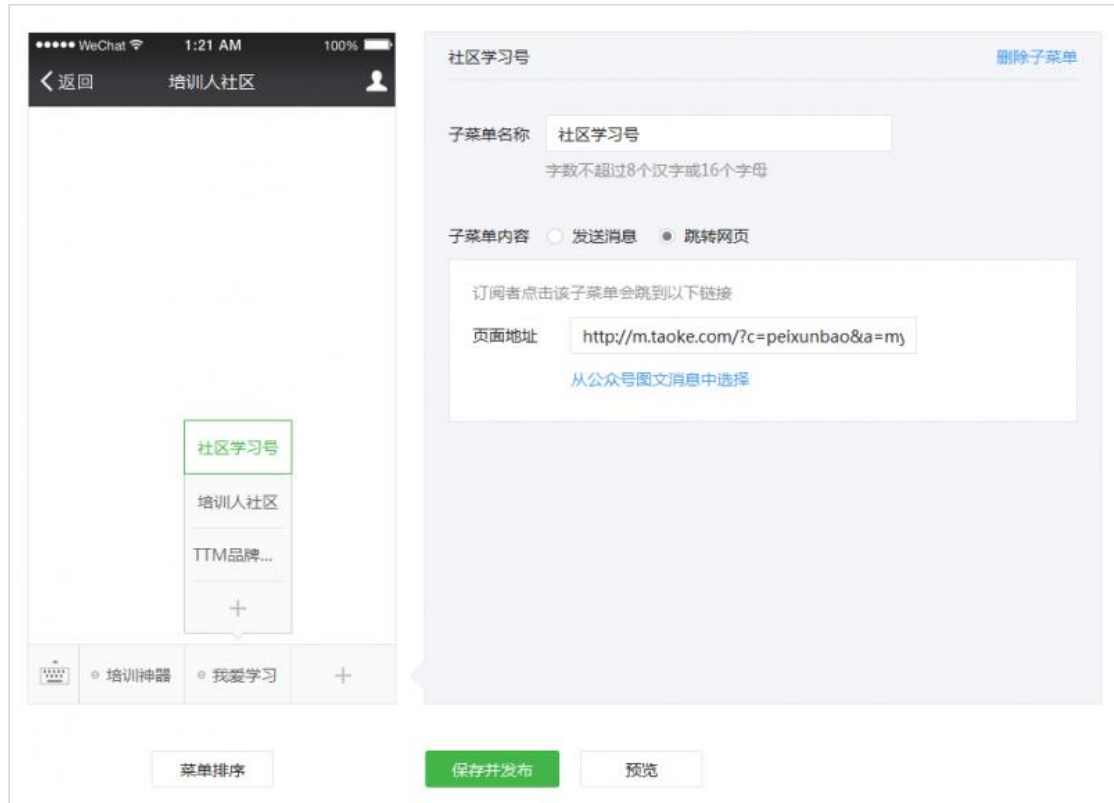 WeChat 1:21 AM 100%
返回 培训人社区
社区学习号 删除子菜单
子菜单名称 社区学习号
字数不超过8个汉字或16个字母
子菜单内容 发送消息 跳转网页
订阅者点击该子菜单会跳到以下链接
页面地址 http://m.taoke.com/?c=peixunbao&a=my
从公众号图文消息中选择
社区学习号
培训人社区
TTM品牌...
+
培训神器 我爱学习 +
菜单排序 保存并发布 预览